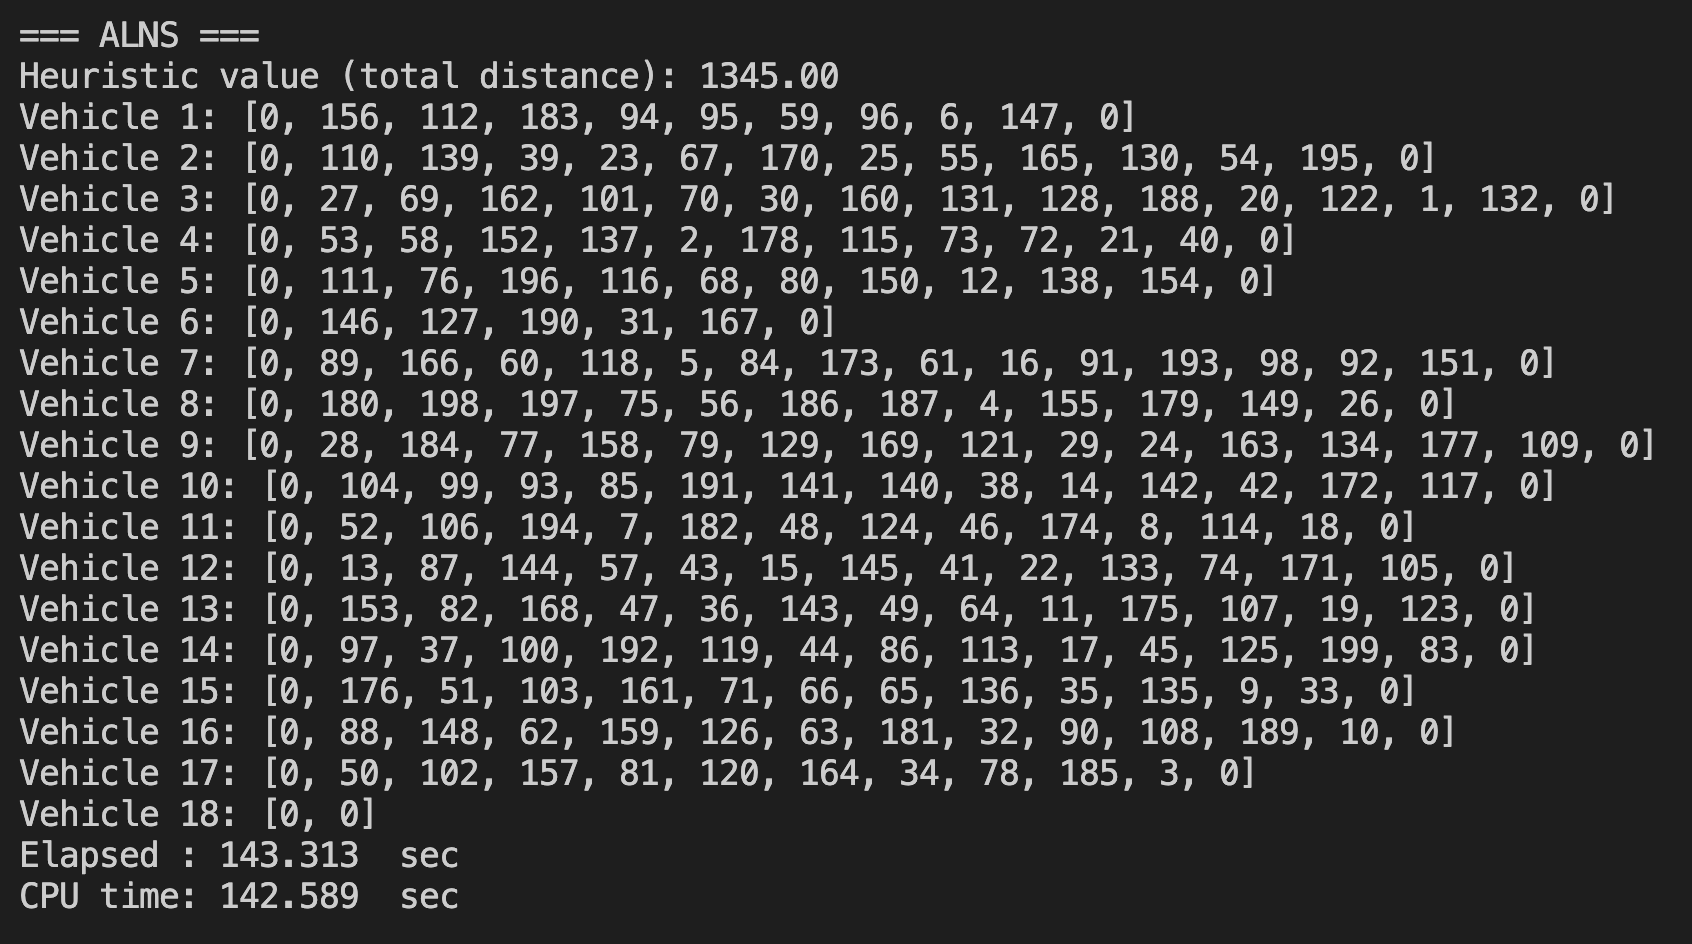 === ALNS ===
Heuristic value (total distance): 1345.00
Vehicle 1: [0, 156, 112, 183, 94, 95, 59, 96, 6, 147, 0]
Vehicle 2: [0, 110, 139, 39, 23, 67, 170, 25, 55, 165, 130, 54, 195, 0]
Vehicle 3: [0, 27, 69, 162, 101, 70, 30, 160, 131, 128, 188, 20, 122, 1, 132, 0]
Vehicle 4: [0, 53, 58, 152, 137, 2, 178, 115, 73, 72, 21, 40, 0]
Vehicle 5: [0, 111, 76, 196, 116, 68, 80, 150, 12, 138, 154, 0]
Vehicle 6: [0, 146, 127, 190, 31, 167, 0]
Vehicle 7: [0, 89, 166, 60, 118, 5, 84, 173, 61, 16, 91, 193, 98, 92, 151, 0]
Vehicle 8: [0, 180, 198, 197, 75, 56, 186, 187, 4, 155, 179, 149, 26, 0]
Vehicle 9: [0, 28, 184, 77, 158, 79, 129, 169, 121, 29, 24, 163, 134, 177, 109, 0]
Vehicle 10: [0, 104, 99, 93, 85, 191, 141, 140, 38, 14, 142, 42, 172, 117, 0]
Vehicle 11: [0, 52, 106, 194, 7, 182, 48, 124, 46, 174, 8, 114, 18, 0]
Vehicle 12: [0, 13, 87, 144, 57, 43, 15, 145, 41, 22, 133, 74, 171, 105, 0]
Vehicle 13: [0, 153, 82, 168, 47, 36, 143, 49, 64, 11, 175, 107, 19, 123, 0]
Vehicle 14: [0, 97, 37, 100, 192, 119, 44, 86, 113, 17, 45, 125, 199, 83, 0]
Vehicle 15: [0, 176, 51, 103, 161, 71, 66, 65, 136, 35, 135, 9, 33, 0]
Vehicle 16: [0, 88, 148, 62, 159, 126, 63, 181, 32, 90, 108, 189, 10, 0]
Vehicle 17: [0, 50, 102, 157, 81, 120, 164, 34, 78, 185, 3, 0]
Vehicle 18: [0, 0]
Elapsed : 143.313  sec
CPU time: 142.589  sec